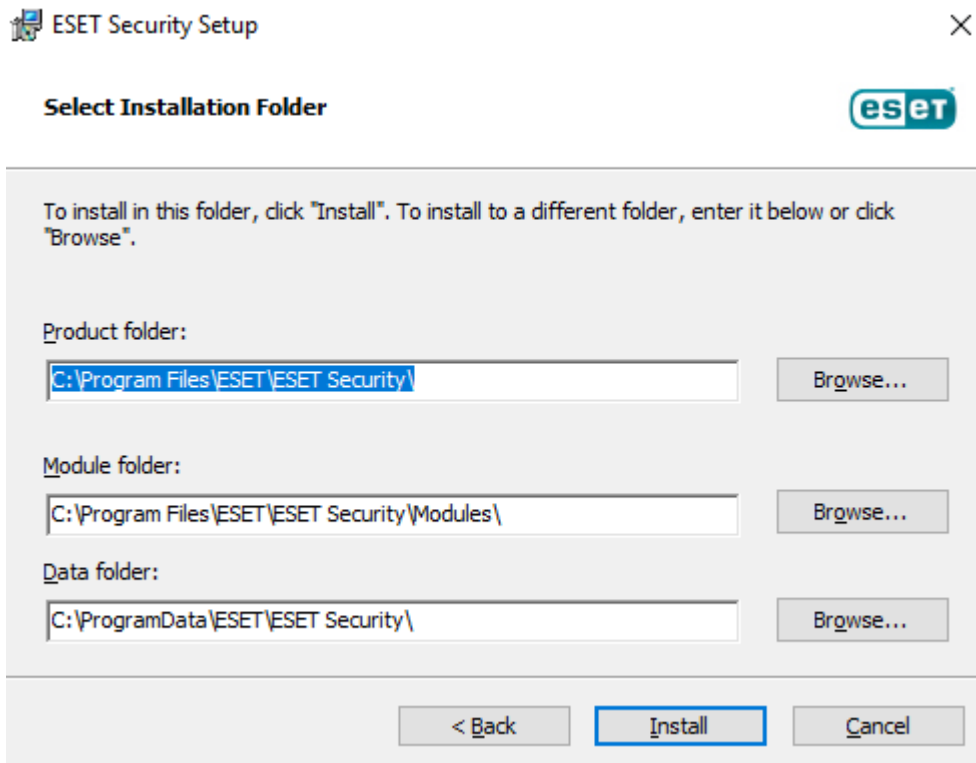 ESET Security Setup
Select Installation Folder
eseT
To install in this folder, click "Install". To install to a different folder, enter it below or click
"Browse".
Product folder:
C:\Program Files\ESET\ESET Security\
Browse...
Module folder:
C:\Program Files\ESET\ESET Security\Modules\
Browse...
Data folder:
C:\ProgramData\ESET\ESET Security\
Browse...
< Back
Install
Cancel